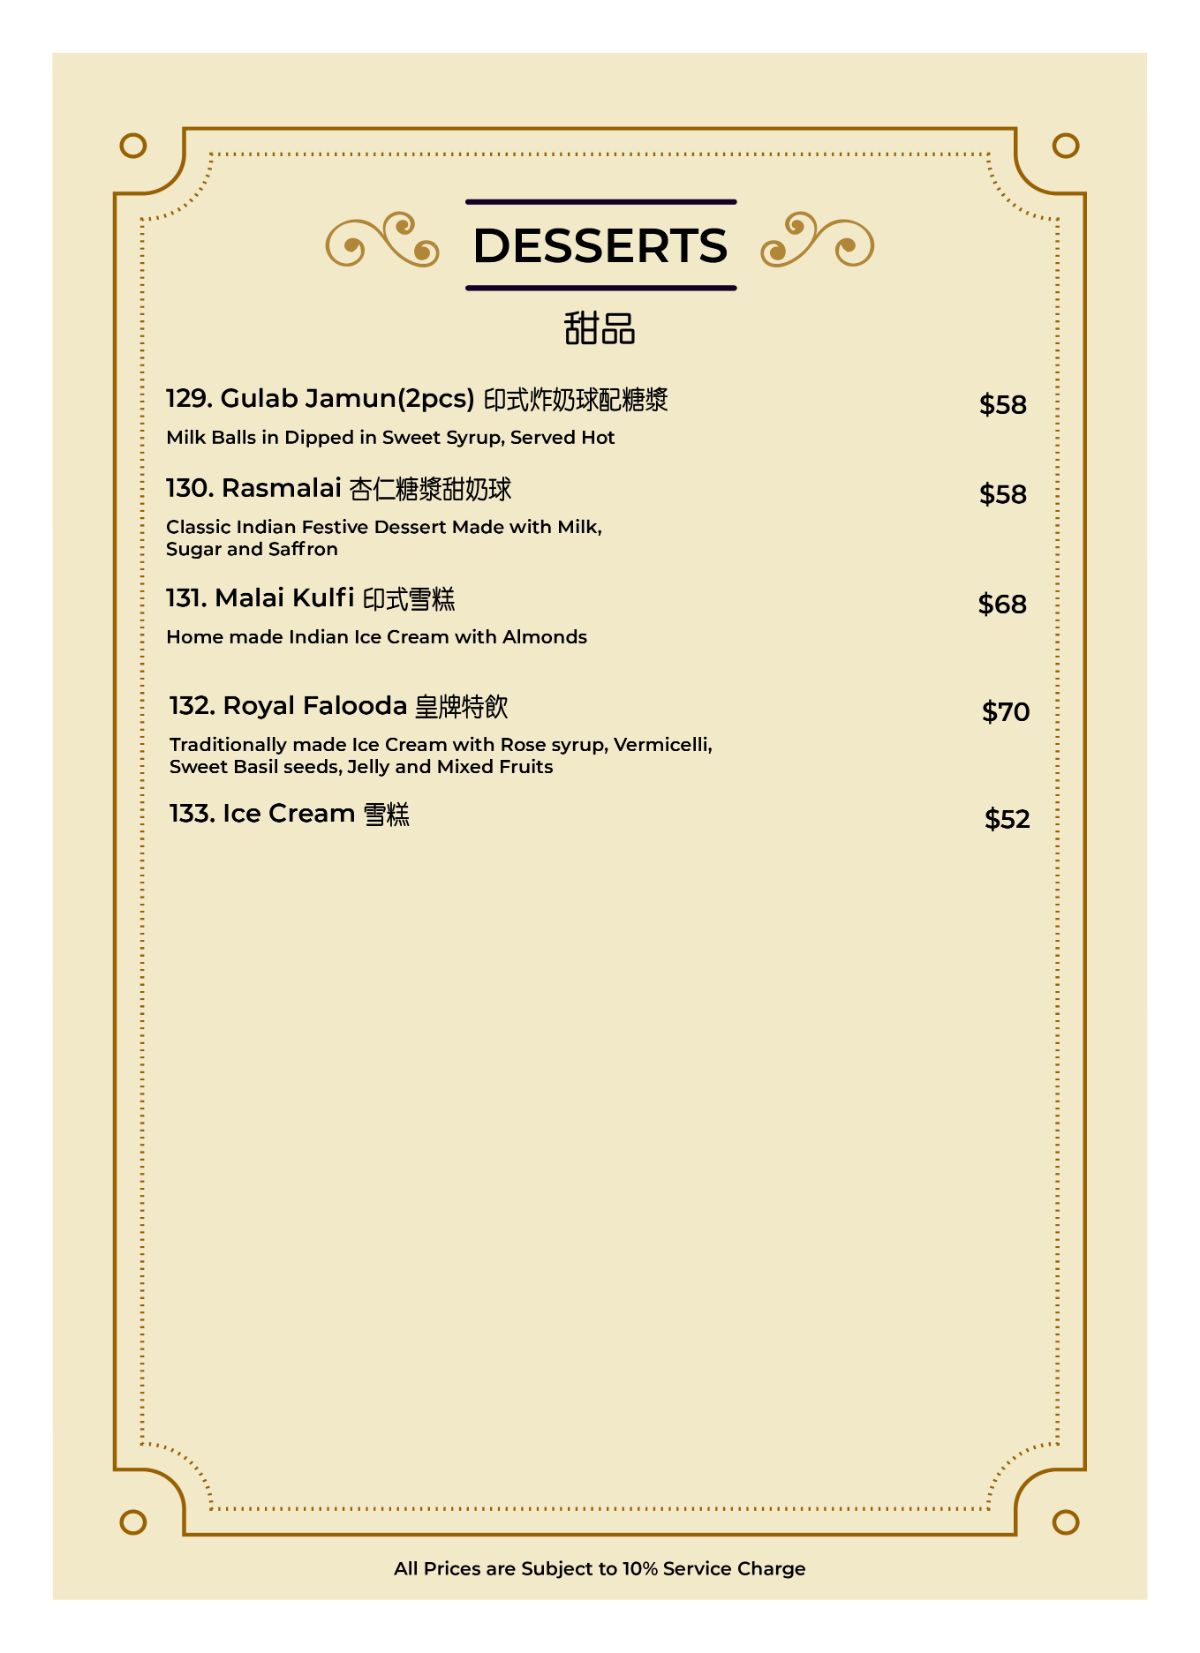 DESSERTS
甜品
129. Gulab Jamun(2pcs) 印式炸奶球配糖漿 $58
Milk Balls in Dipped in Sweet Syrup, Served Hot
130. Rasmalai 杏仁糖漿甜奶球 $58
Classic Indian Festive Dessert Made with Milk,
Sugar and Saffron
131. Malai Kulfi 印式雪糕 $68
Home made Indian Ice Cream with Almonds
132. Royal Falooda 皇牌特飲 $70
Traditionally made Ice Cream with Rose syrup, Vermicelli,
Sweet Basil seeds, Jelly and Mixed Fruits
133. Ice Cream 雪糕 $52
All Prices are Subject to 10% Service Charge